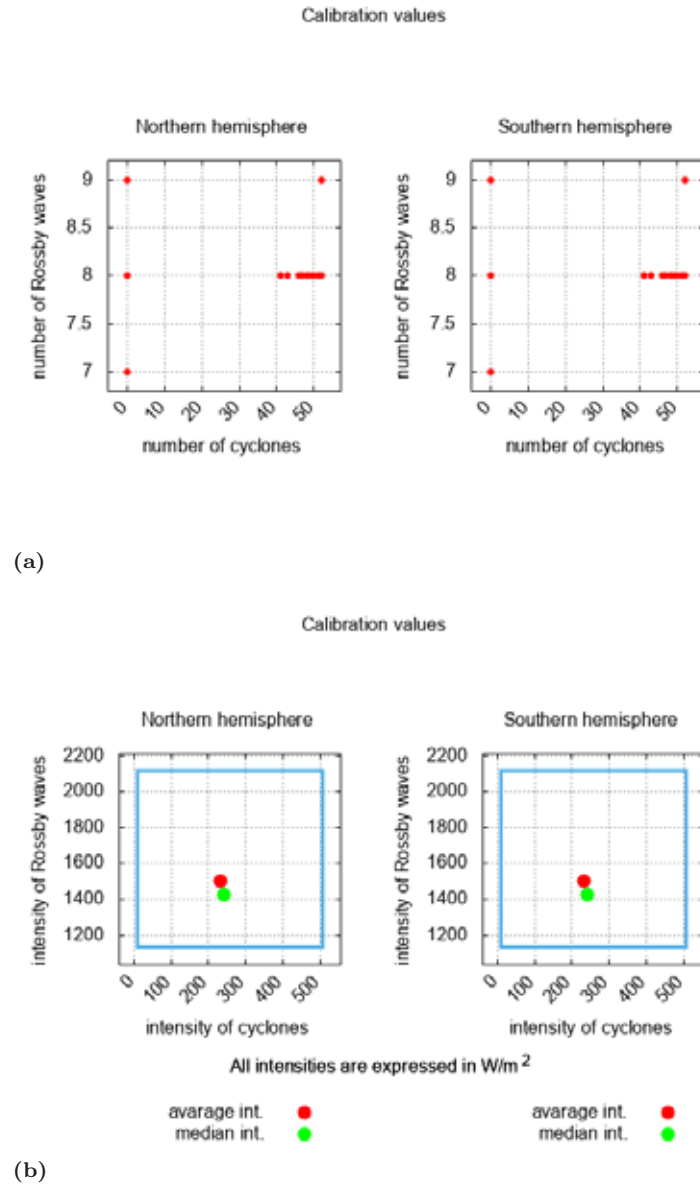 Calibration values
Northern hemisphere
Southern hemisphere
number of Rossby waves
9
8.5
8
7.5
7
0
10
20
30
40
50
number of cyclones
number of Rossby waves
9
8.5
8
7.5
7
0
10
20
30
40
50
number of cyclones
(a)
Calibration values
Northern hemisphere
Southern hemisphere
intensity of Rossby waves
2200
2000
1800
1600
1400
1200
0
100
200
300
400
500
intensity of cyclones
intensity of Rossby waves
2200
2000
1800
1600
1400
1200
0
100
200
300
400
500
intensity of cyclones
All intensities are expressed in W/m²
avarage int.
median int.
avarage int.
median int.
(b)